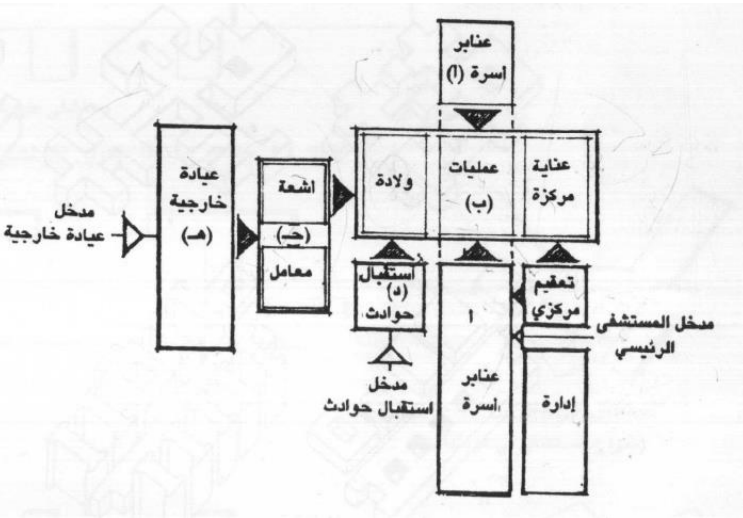 عنابر
أسرة (أ)
عناية
مركزة
عمليات
(ب)
ولادة
اشعة
(جـ)
معامل
عيادة
خارجية
(هـ)
مدخل
عيادة خارجية
تعقيم
مركزي
أ
عنابر
أسرة
استقبال
(د)
حوادث
مدخل
استقبال حوادث
مدخل المستشفى
الرئيسي
إدارة